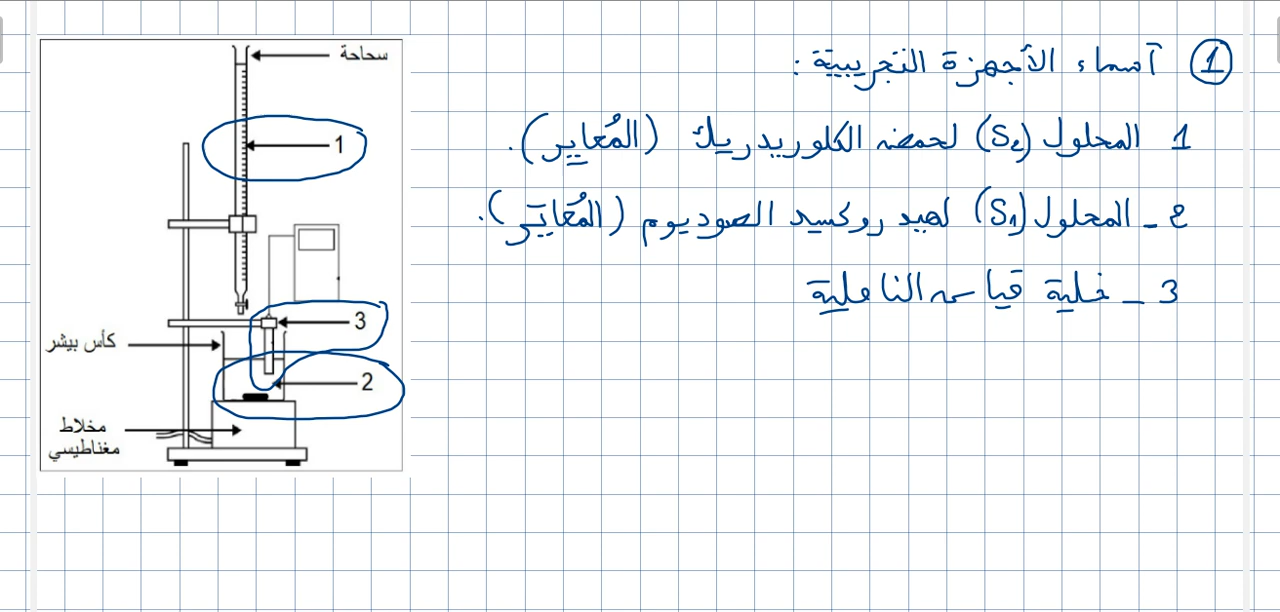 ① أسماء الأجهزة التجريبية :
1 المحلول (S2) لحمض الكلوريدريك (المُعايِر).
2 - المحلول (S1) لهيدروكسيد الصوديوم (المُعايَر).
3 - خلية قياس الناقلية
سحاحة
1
3
كأس بيشر
2
مخلاط
مغناطيسي